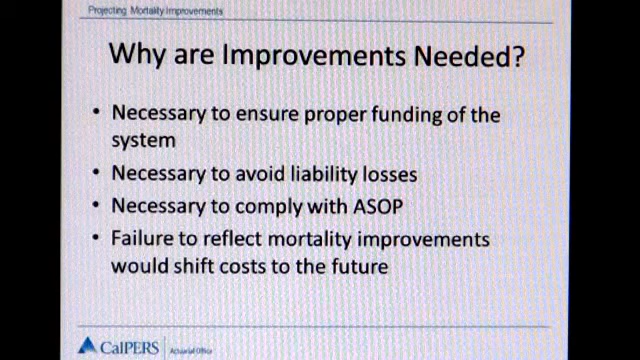 Projecting Mortality Improvements
Why are Improvements Needed?
• Necessary to ensure proper funding of the
system
• Necessary to avoid liability losses
• Necessary to comply with ASOP
• Failure to reflect mortality improvements
would shift costs to the future
CalPERS
Actuarial Office